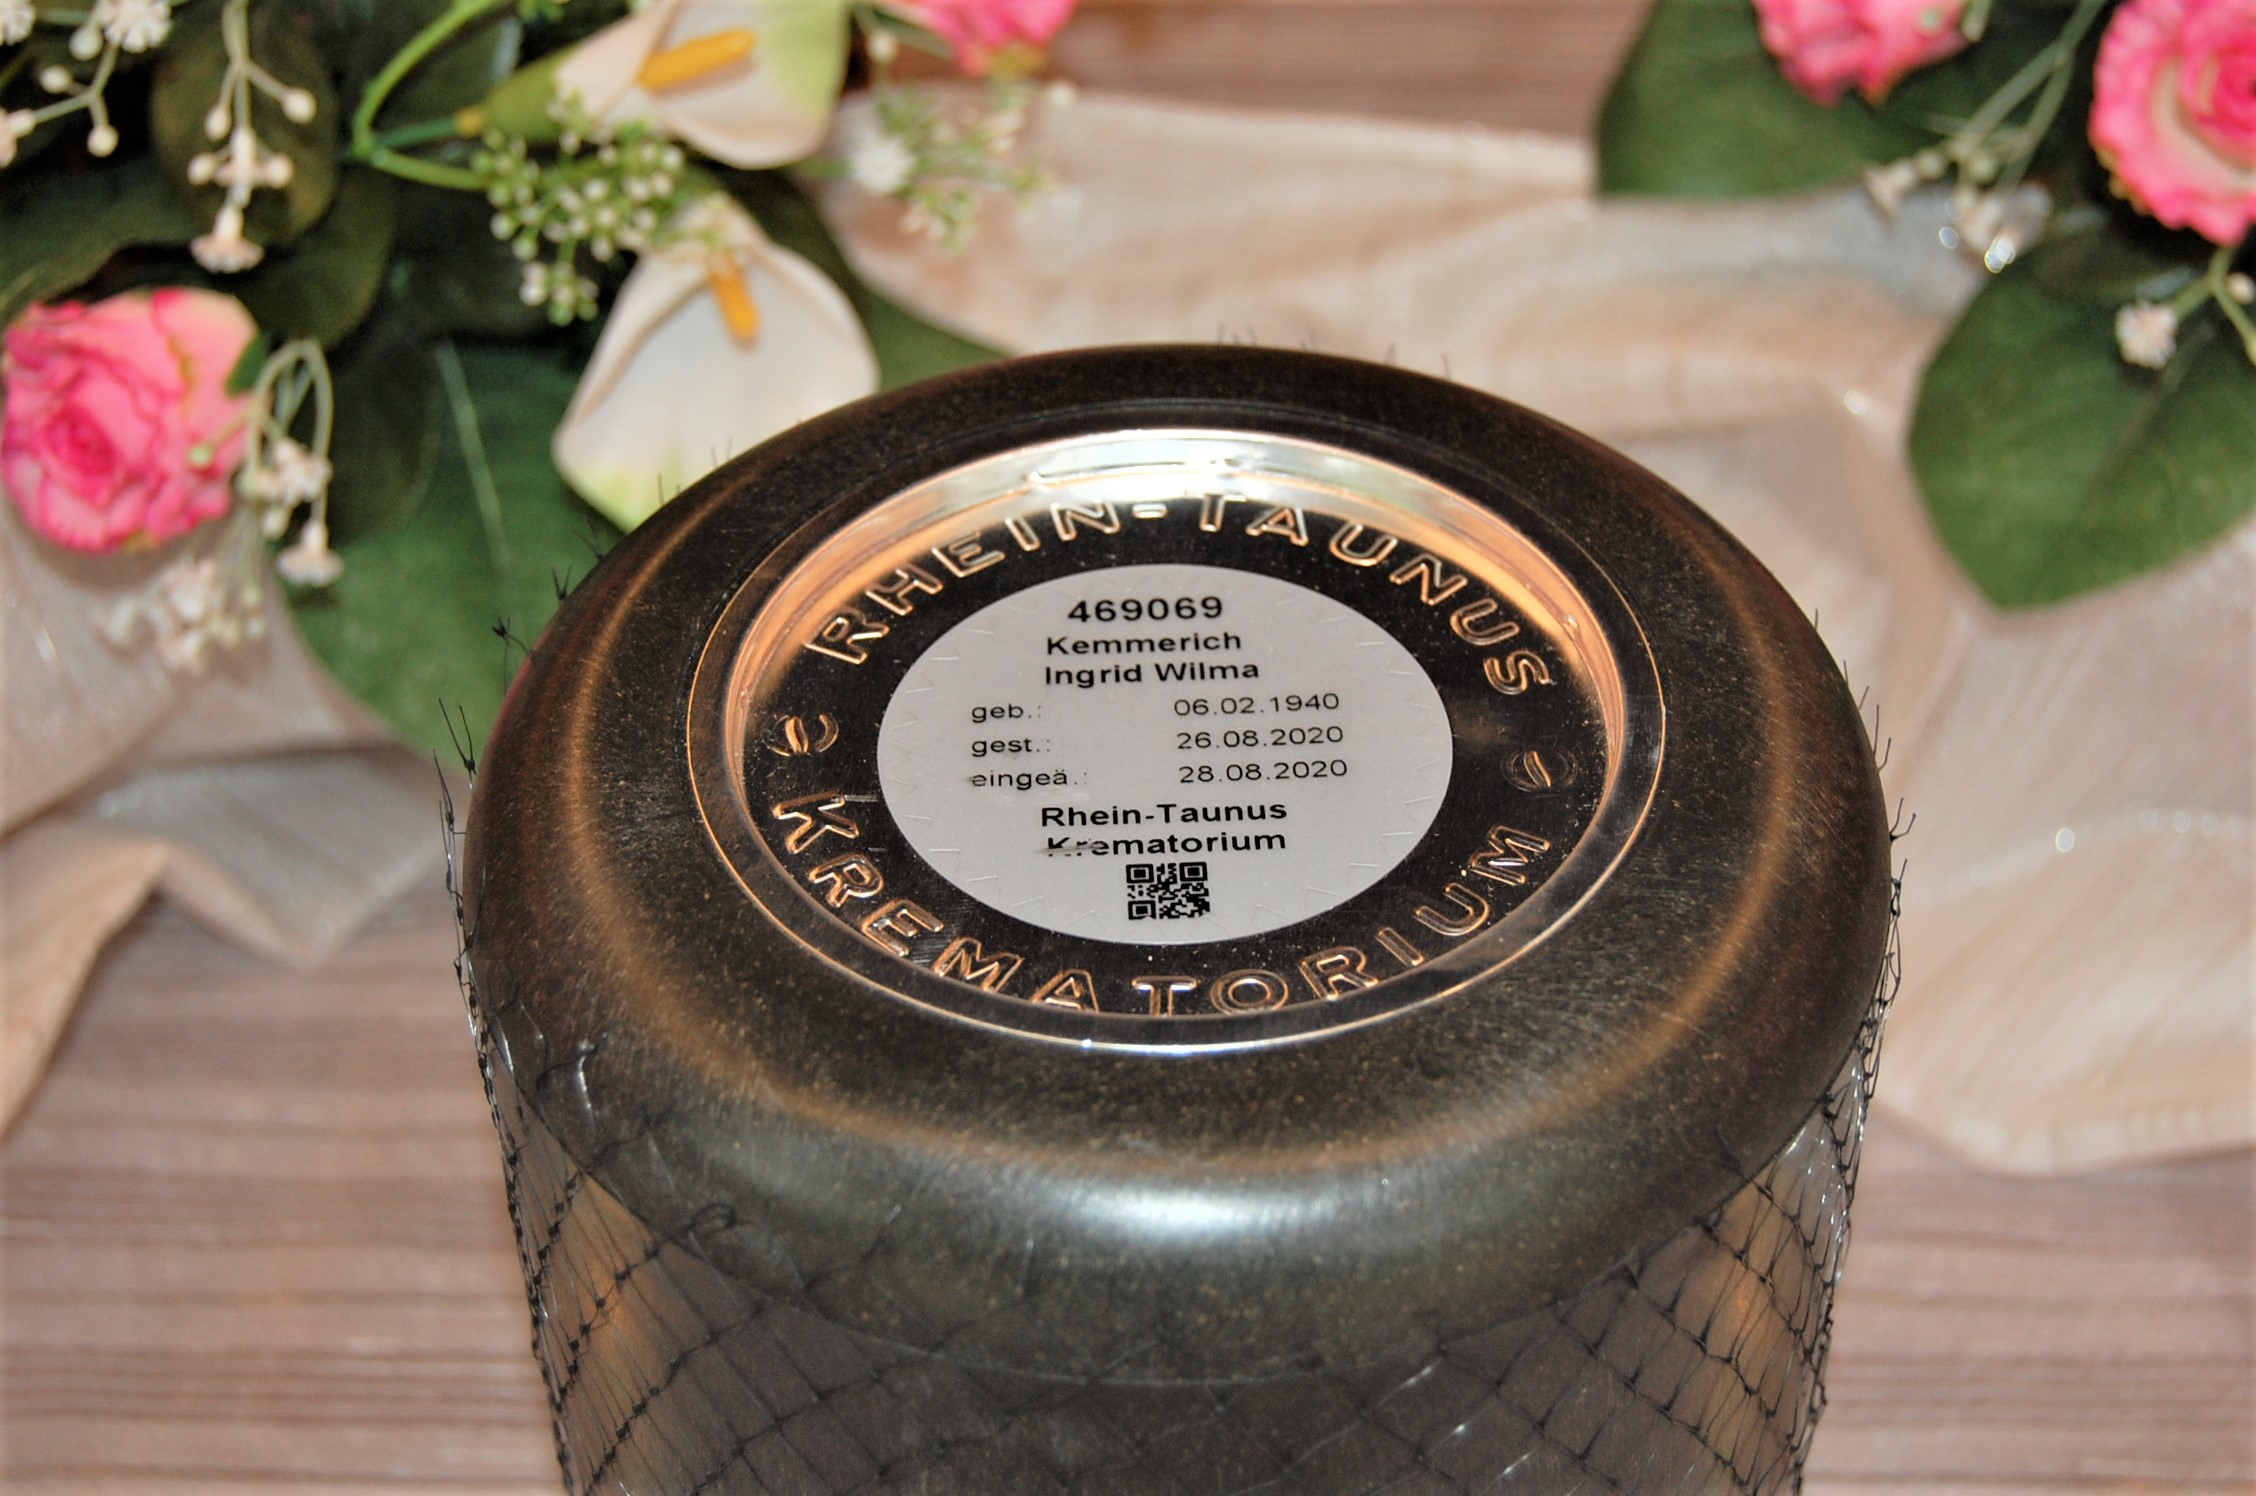 RHEIN-TAUNUS
469069
Kemmerich
Ingrid Wilma
geb.: 06.02.1940
gest.: 26.08.2020
eingeä.: 28.08.2020
Rhein-Taunus
Krematorium
KREMATORIUM